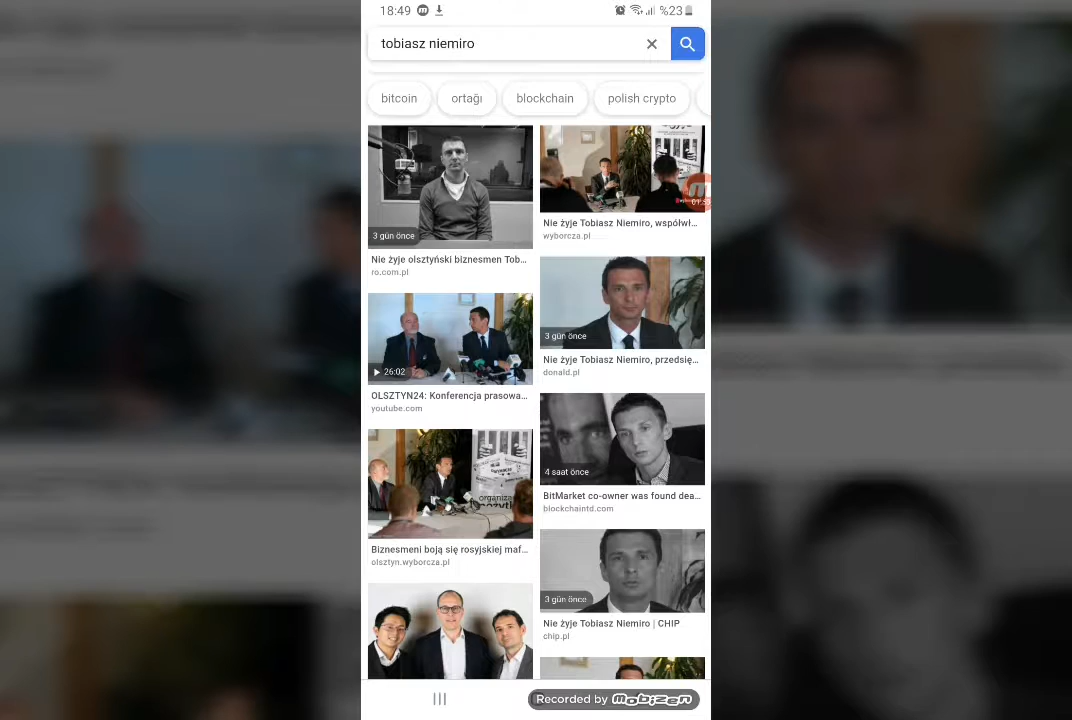 18:49
%23
tobiasz niemiro
bitcoin
ortağı
blockchain
polish crypto
3 gün önce
Nie żyje olsztyński biznesmen Tob...
ro.com.pl
01:55
Nie żyje Tobiasz Niemiro, współwł...
wyborcza.pl
26:02
OLSZTYN24: Konferencja prasowa...
youtube.com
3 gün önce
Nie żyje Tobiasz Niemiro, przedsię...
donald.pl
organiza
Biznesmeni boją się rosyjskiej maf...
olsztyn.wyborcza.pl
4 saat önce
BitMarket co-owner was found dea...
blockchaintd.com
3 gün önce
Nie żyje Tobiasz Niemiro | CHIP
chip.pl
Recorded by mobizen